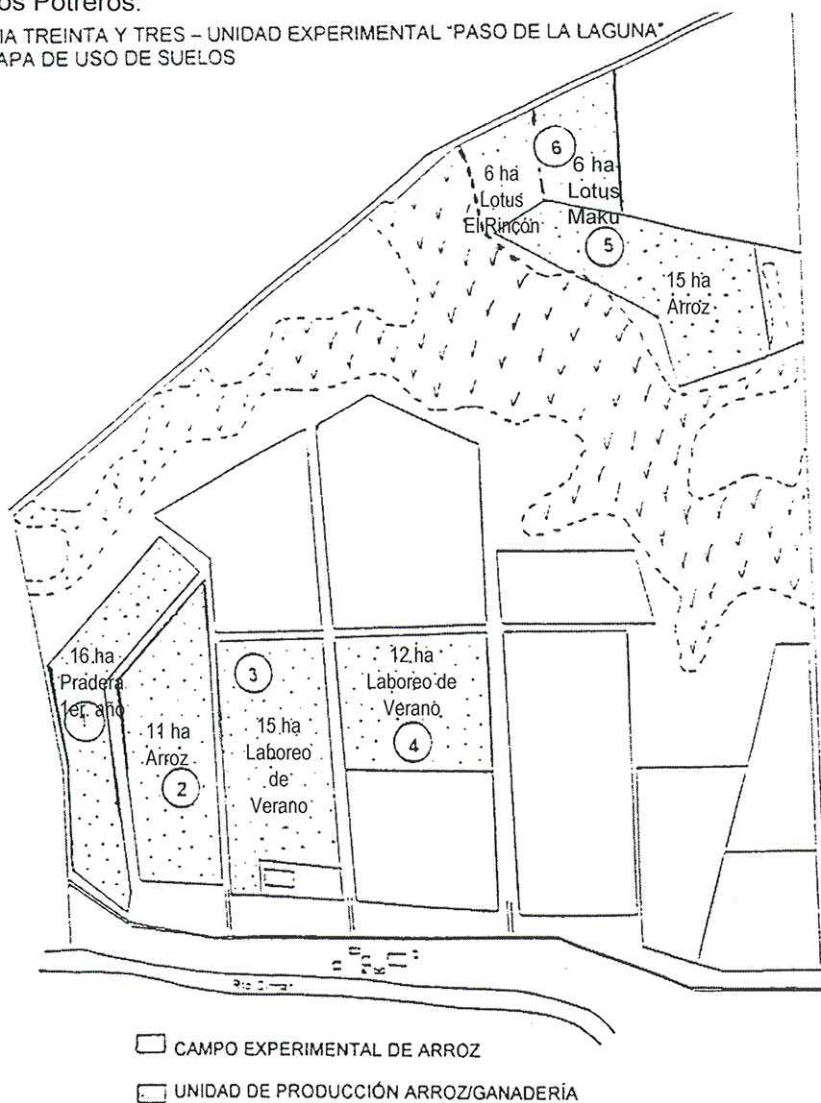 os Potreros.
IA TREINTA Y TRES – UNIDAD EXPERIMENTAL "PASO DE LA LAGUNA"
APA DE USO DE SUELOS
6
6 ha
Lotus
El Rincón
6 ha
Lotus
Maku
5
15 ha
Arroz
16 ha
Pradera
1er. año
1
11 ha
Arroz
2
3
15 ha
Laboreo
de
Verano
12 ha
Laboreo de
Verano
4
Río
CAMPO EXPERIMENTAL DE ARROZ
UNIDAD DE PRODUCCIÓN ARROZ/GANADERÍA